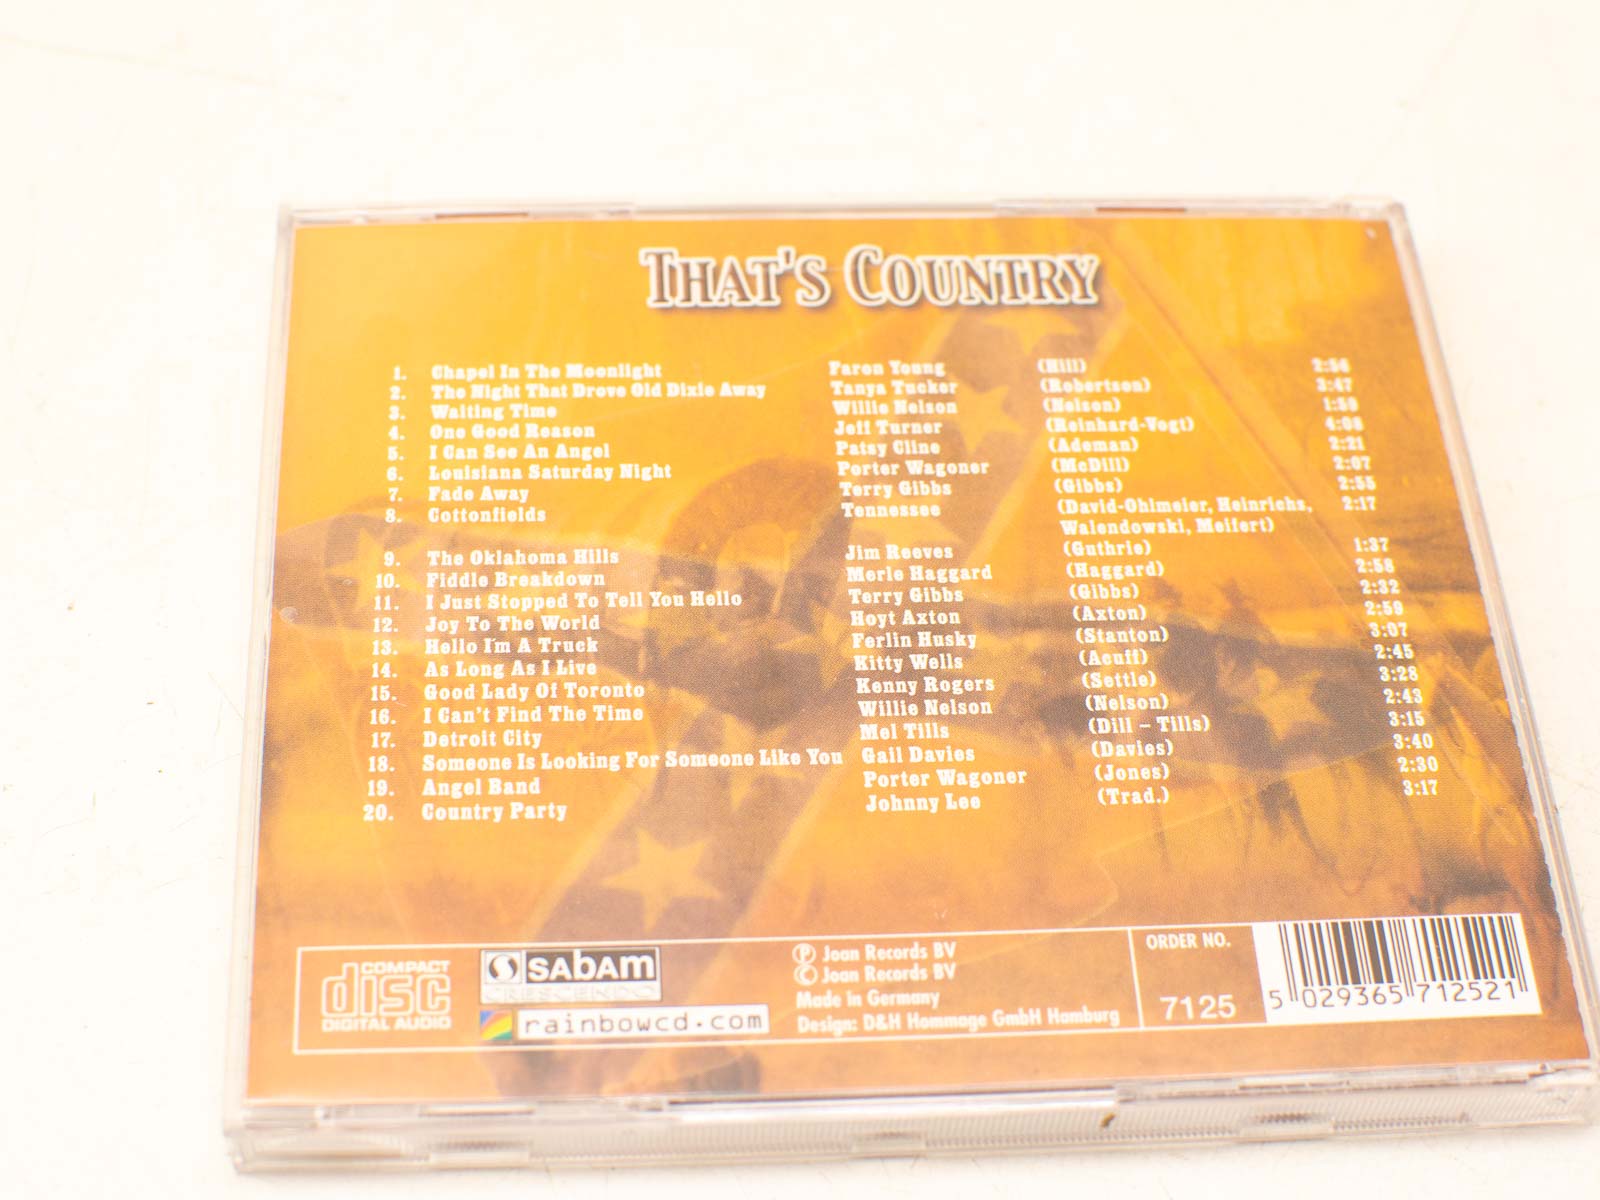 THAT'S COUNTRY
1. Chapel In The Moonlight Faron Young (Hill) 2:54
2. The Night That Drove Old Dixie Away Tanya Tucker (Robertson) 3:47
3. Waiting Time Willie Nelson (Nelson) 1:59
4. One Good Reason Jeff Turner (Reinhard-Vogt) 4:08
5. I Can See An Angel Patsy Cline (Ademan) 2:21
6. Louisiana Saturday Night Porter Wagoner (McDill) 2:07
7. Fade Away Terry Gibbs (Gibbs) 2:55
8. Cottonfields Tennessee (David-Ohlmeier, Heinrichs, 2:17
Walendowski, Meifert)
9. The Oklahoma Hills Jim Reeves (Guthrie) 1:37
10. Fiddle Breakdown Merle Haggard (Haggard) 2:58
11. I Just Stopped To Tell You Hello Terry Gibbs (Gibbs) 2:32
12. Joy To The World Hoyt Axton (Axton) 2:59
13. Hello I'm A Truck Ferlin Husky (Stanton) 3:07
14. As Long As I Live Kitty Wells (Acuff) 2:45
15. Good Lady Of Toronto Kenny Rogers (Settle) 3:28
16. I Can't Find The Time Willie Nelson (Nelson) 2:43
17. Detroit City Mel Tills (Dill – Tills) 3:15
18. Someone Is Looking For Someone Like You Gail Davies (Davies) 3:40
19. Angel Band Porter Wagoner (Jones) 2:30
20. Country Party Johnny Lee (Trad.) 3:17
COMPACT
disc
DIGITAL AUDIO
sabam
CRESCENDO
rainbowcd.com
Ⓟ Joan Records BV
© Joan Records BV
Made in Germany
Design: D&H Hommage GmbH Hamburg
ORDER NO.
7125
5 029365 712521